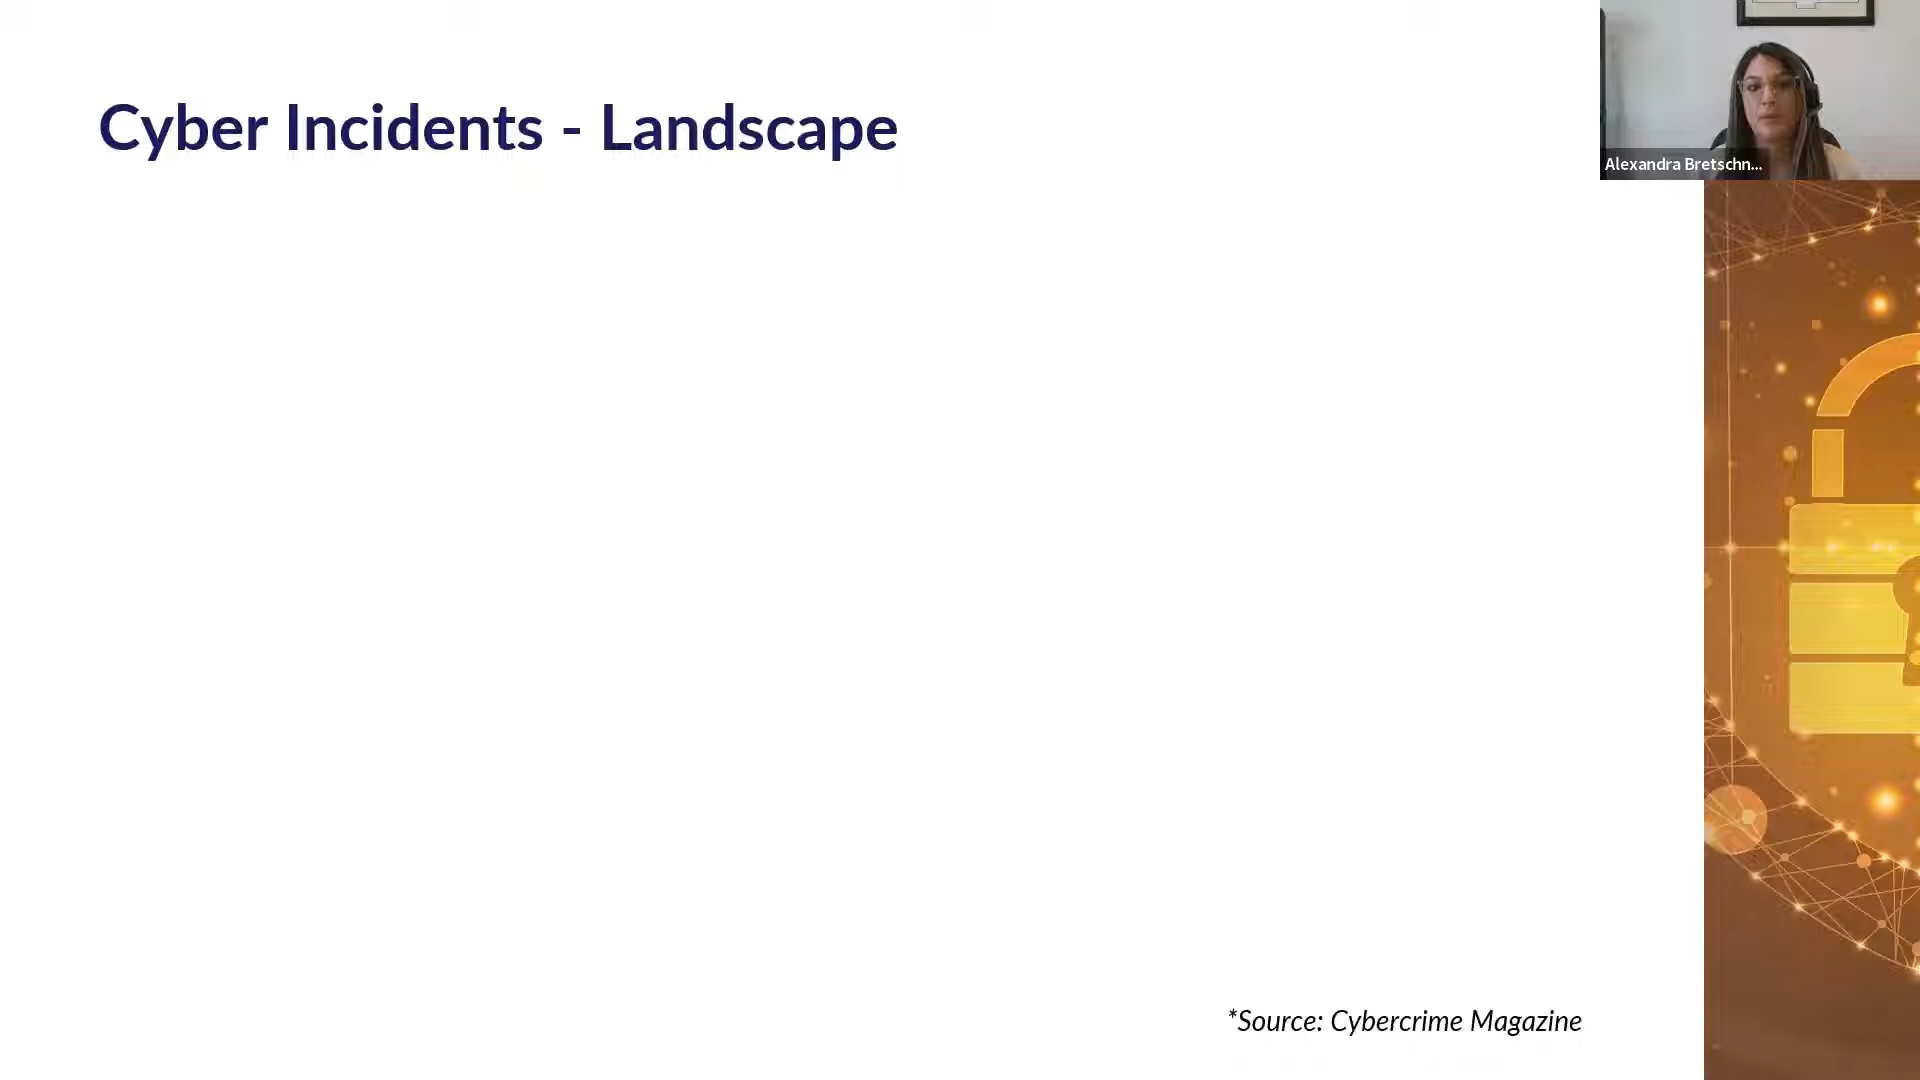 Cyber Incidents - Landscape
Alexandra Bretschn...
*Source: Cybercrime Magazine